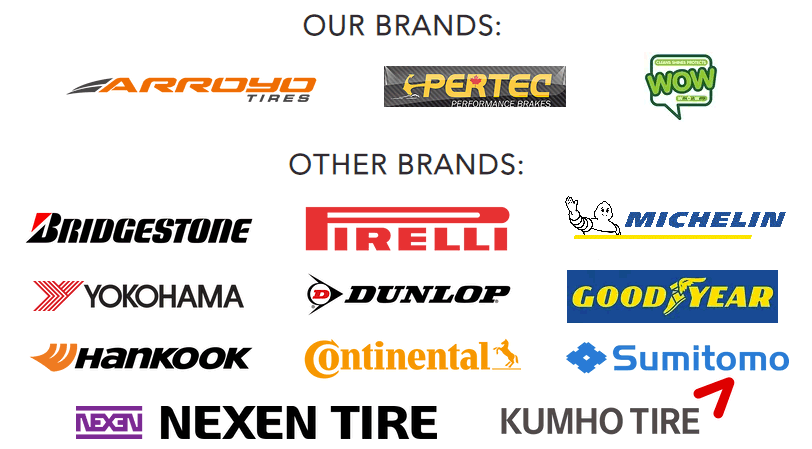 OUR BRANDS:
ARROYO
TIRES
PERTEC
PERFORMANCE BRAKES
WOW
OTHER BRANDS:
BRIDGESTONE
PIRELLI
MICHELIN
YOKOHAMA
D DUNLOP
GOODYEAR
HANKOOK
Continental
Sumitomo
NEXEN NEXEN TIRE
KUMHO TIRE